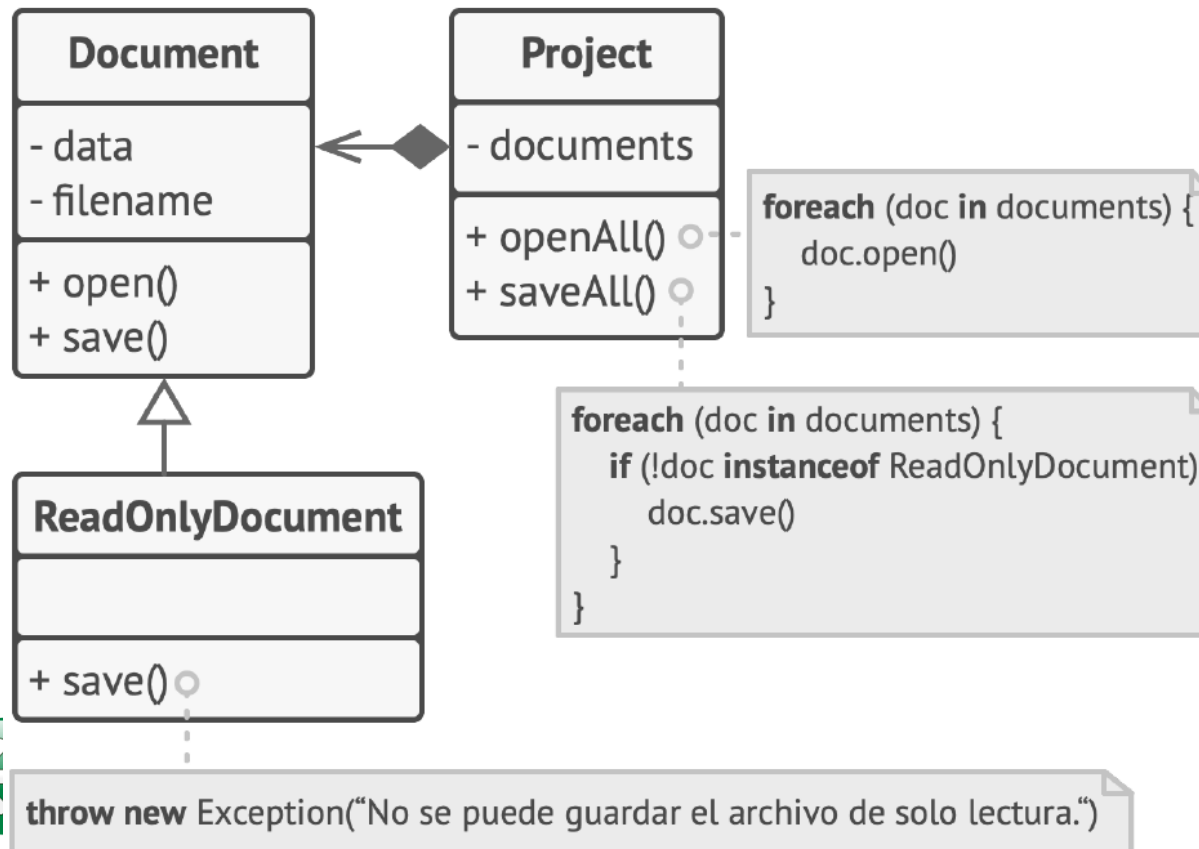 Document
- data
- filename
+ open()
+ save()
Project
- documents
+ openAll()
+ saveAll()
foreach (doc in documents) {
doc.open()
}
foreach (doc in documents) {
if (!doc instanceof ReadOnlyDocument)
doc.save()
}
}
ReadOnlyDocument
+ save()
throw new Exception(“No se puede guardar el archivo de solo lectura.“)